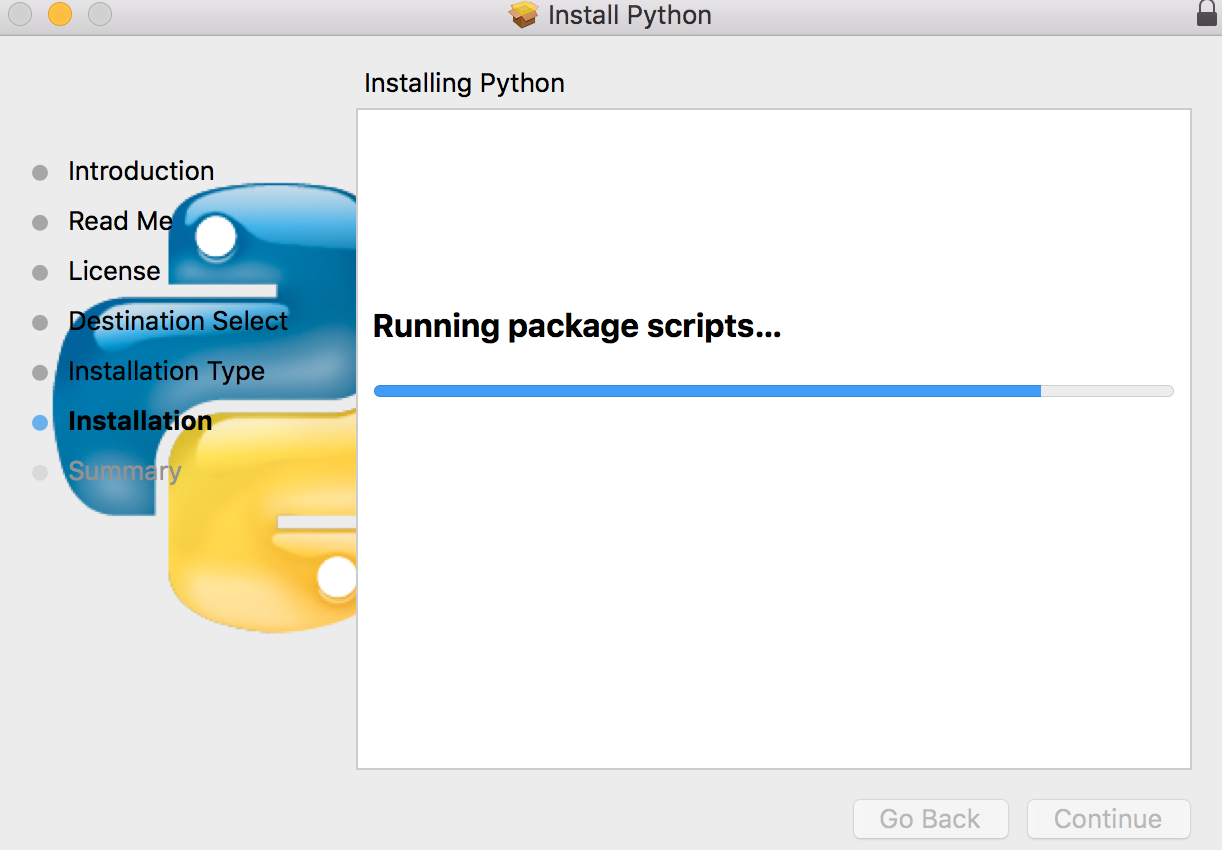 Install Python
Installing Python
Introduction
Read Me
License
Destination Select
Installation Type
Installation
Summary
Running package scripts...
Go Back
Continue